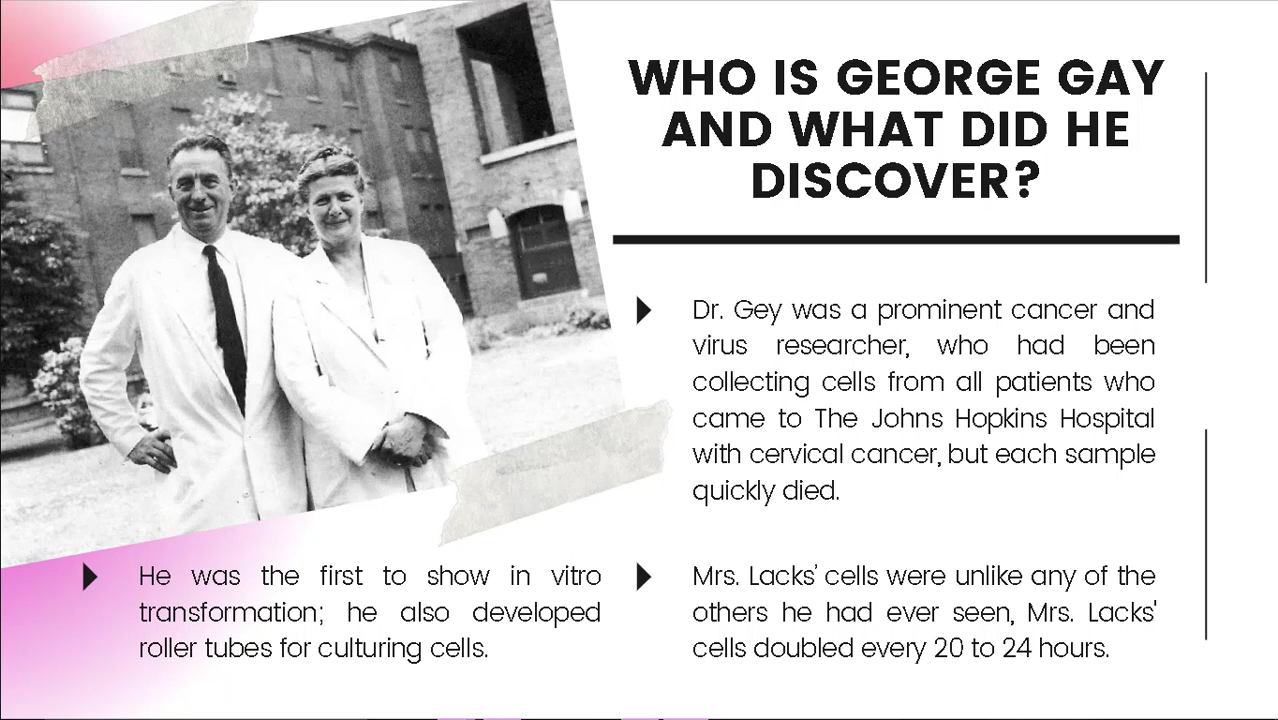 WHO IS GEORGE GAY
AND WHAT DID HE
DISCOVER?
Dr. Gey was a prominent cancer and
virus researcher, who had been
collecting cells from all patients who
came to The Johns Hopkins Hospital
with cervical cancer, but each sample
quickly died.
He was the first to show in vitro
transformation; he also developed
roller tubes for culturing cells.
Mrs. Lacks’ cells were unlike any of the
others he had ever seen, Mrs. Lacks'
cells doubled every 20 to 24 hours.